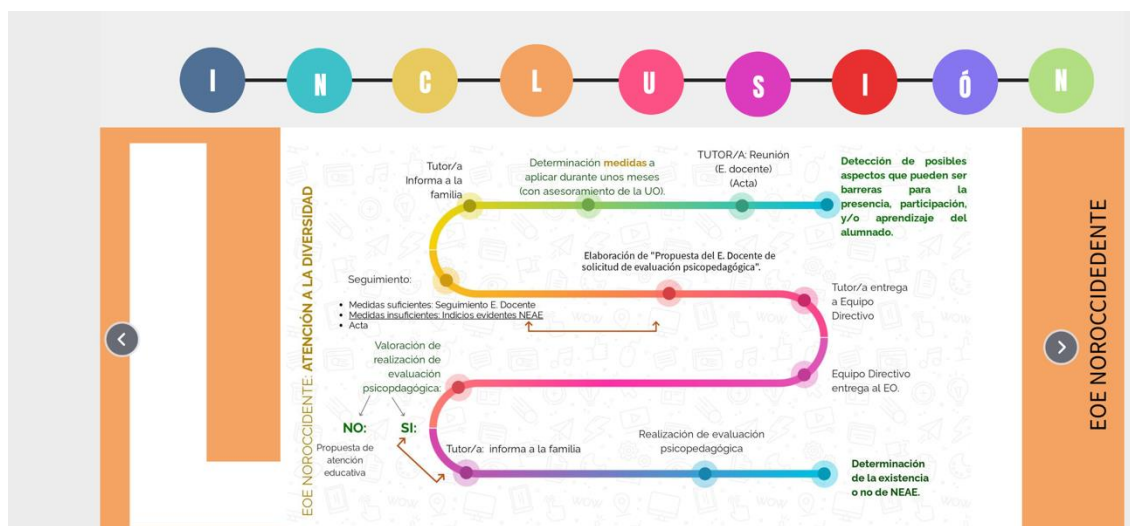 INCLUSIÓN
EOE NOROCCIDENTE: ATENCIÓN A LA DIVERSIDAD
Detección de posibles
aspectos que pueden ser
barreras para la
presencia, participación,
y/o aprendizaje del
alumnado.
TUTOR/A: Reunión
(E. docente)
(Acta)
Determinación medidas a
aplicar durante unos meses
(con asesoramiento de la UO).
Tutor/a
Informa a la
familia
Seguimiento:
Medidas suficientes: Seguimiento E. Docente
Medidas insuficientes: Indicios evidentes NEAE
Acta
Elaboración de "Propuesta del E. Docente de
solicitud de evaluación psicopedagógica".
Tutor/a entrega
a Equipo
Directivo
Equipo Directivo
entrega al EO.
Valoración de
realización de
evaluación
psicopdagógica:
NO:
SI:
Propuesta de
atención
educativa
Tutor/a: informa a la familia
Realización de evaluación
psicopedagógica
Determinación
de la existencia
o no de NEAE.
EOE NOROCCIDEDENTE